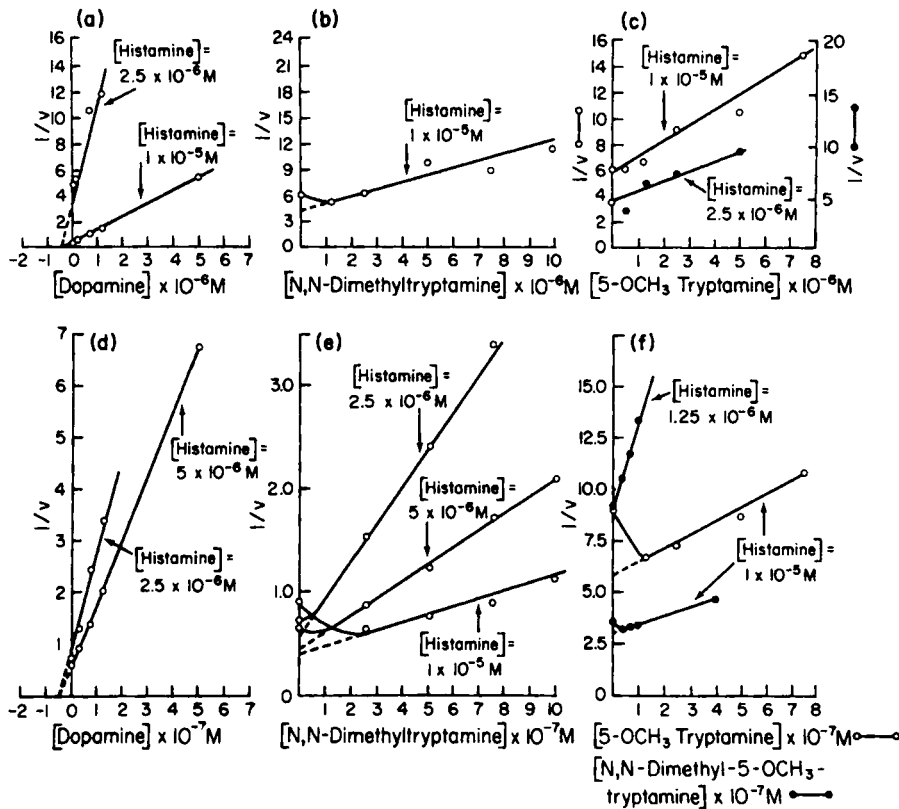 (a)
[Histamine] =
2.5 x 10⁻⁶M
[Histamine] =
1 x 10⁻⁵M
1/v
16
14
12
10
8
6
4
2
-1 0 1 2 3 4 5 6 7
[Dopamine] x 10⁻⁶M
(b)
[Histamine] =
1 x 10⁻⁵M
1/v
24
21
18
15
12
9
6
3
0
0 1 2 3 4 5 6 7 8 9 10
[N,N-Dimethyltryptamine] x 10⁻⁶M
(c)
[Histamine] =
1 x 10⁻⁵M
[Histamine] =
2.5 x 10⁻⁶M
1/v
16
14
12
10
8
6
4
2
0
0 1 2 3 4 5 6 7 8
20
15
10
5
1/v
[5-OCH₃ Tryptamine] x 10⁻⁶M
(d)
[Histamine] =
5 x 10⁻⁶M
[Histamine] =
2.5 x 10⁻⁶M
1/v
7
6
5
4
3
2
1
-2 -1 0 1 2 3 4 5 6 7
[Dopamine] x 10⁻⁷M
(e)
[Histamine] =
2.5 x 10⁻⁶M
[Histamine] =
5 x 10⁻⁶M
[Histamine] =
1 x 10⁻⁵M
1/v
3.0
2.0
1.0
0
0 1 2 3 4 5 6 7 8 9 10
[N,N-Dimethyltryptamine] x 10⁻⁷M
(f)
[Histamine] =
1.25 x 10⁻⁶M
[Histamine] =
1 x 10⁻⁵M
1/v
15.0
12.5
10.0
7.5
5.0
2.5
0
0 1 2 3 4 5 6 7 8
[5-OCH₃ Tryptamine] x 10⁻⁷M
[N,N-Dimethyl-5-OCH₃-
tryptamine] x 10⁻⁷M